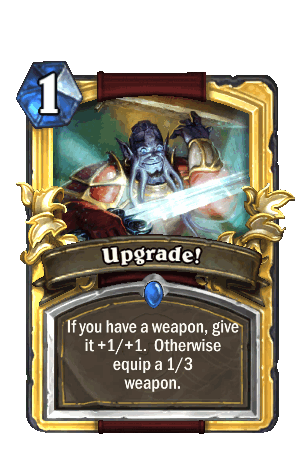 1
Upgrade!
If you have a weapon, give
it +1/+1. Otherwise
equip a 1/3
weapon.